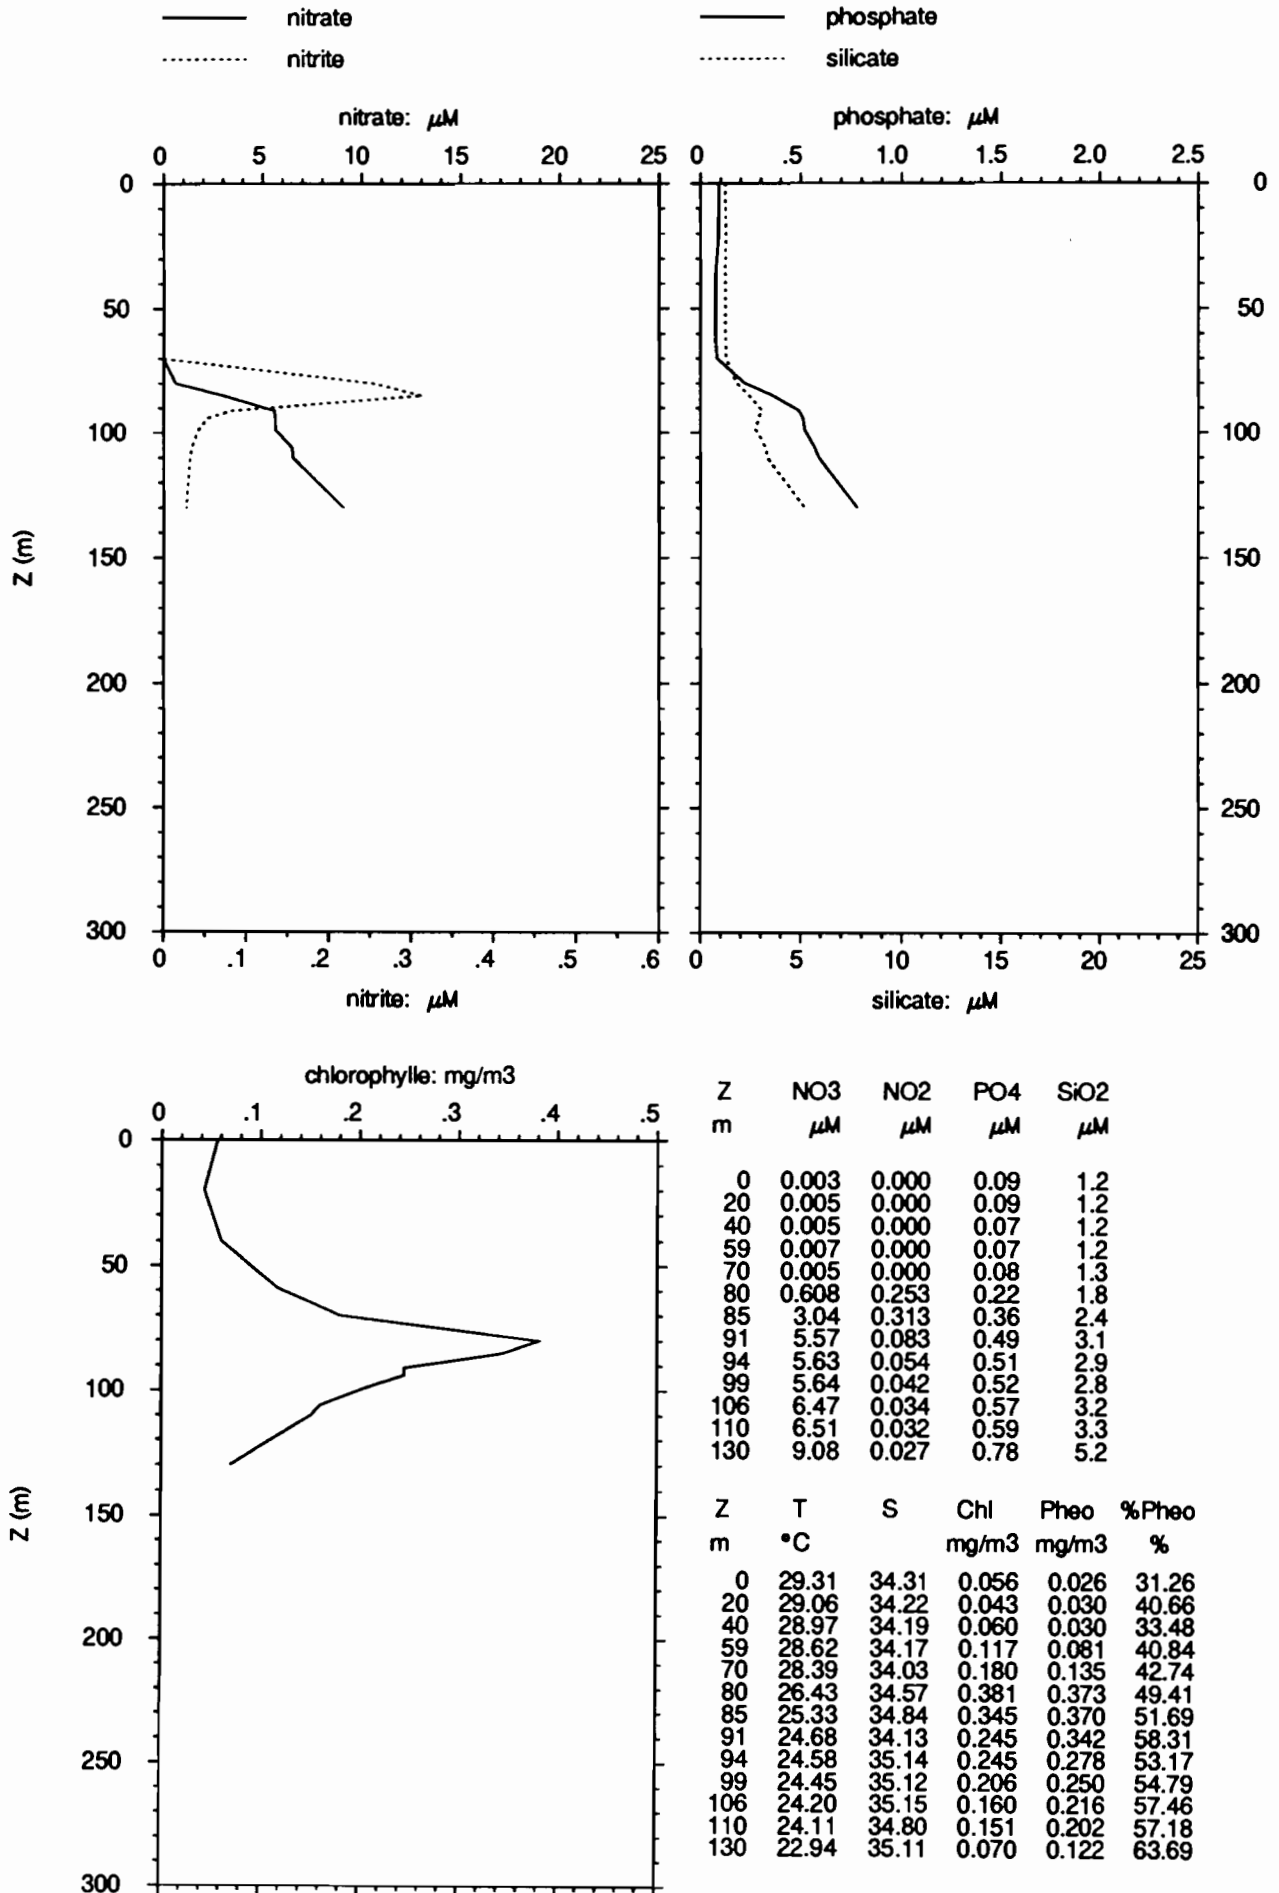 nitrate
nitrite
nitrate: μM
0 5 10 15 20 25
0
50
100
150
200
250
300
Z (m)
0 .1 .2 .3 .4 .5 .6
nitrite: μM
phosphate
silicate
phosphate: μM
0 .5 1.0 1.5 2.0 2.5
0
50
100
150
200
250
300
0 5 10 15 20 25
silicate: μM
chlorophylle: mg/m3
0 .1 .2 .3 .4 .5
0
50
100
150
200
250
300
Z (m)
Z NO3 NO2 PO4 SiO2
m μM μM μM μM
0 0.003 0.000 0.09 1.2
20 0.005 0.000 0.09 1.2
40 0.005 0.000 0.07 1.2
59 0.007 0.000 0.07 1.2
70 0.005 0.000 0.08 1.3
80 0.608 0.253 0.22 1.8
85 3.04 0.313 0.36 2.4
91 5.57 0.083 0.49 3.1
94 5.63 0.054 0.51 2.9
99 5.64 0.042 0.52 2.8
106 6.47 0.034 0.57 3.2
110 6.51 0.032 0.59 3.3
130 9.08 0.027 0.78 5.2
Z T S Chl Pheo %Pheo
m °C mg/m3 mg/m3 %
0 29.31 34.31 0.056 0.026 31.26
20 29.06 34.22 0.043 0.030 40.66
40 28.97 34.19 0.060 0.030 33.48
59 28.62 34.17 0.117 0.081 40.84
70 28.39 34.03 0.180 0.135 42.74
80 26.43 34.57 0.381 0.373 49.41
85 25.33 34.84 0.345 0.370 51.69
91 24.68 34.13 0.245 0.342 58.31
94 24.58 35.14 0.245 0.278 53.17
99 24.45 35.12 0.206 0.250 54.79
106 24.20 35.15 0.160 0.216 57.46
110 24.11 34.80 0.151 0.202 57.18
130 22.94 35.11 0.070 0.122 63.69